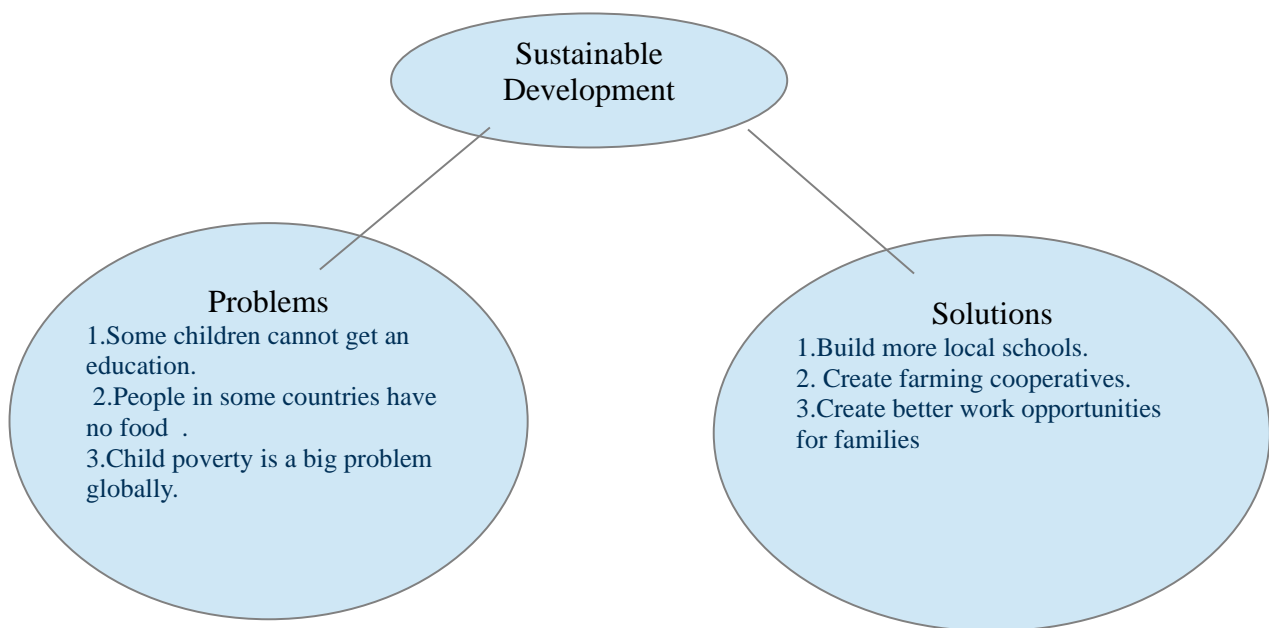 Sustainable
Development
Problems
1.Some children cannot get an
education.
2.People in some countries have
no food .
3.Child poverty is a big problem
globally.
Solutions
1.Build more local schools.
2. Create farming cooperatives.
3.Create better work opportunities
for families